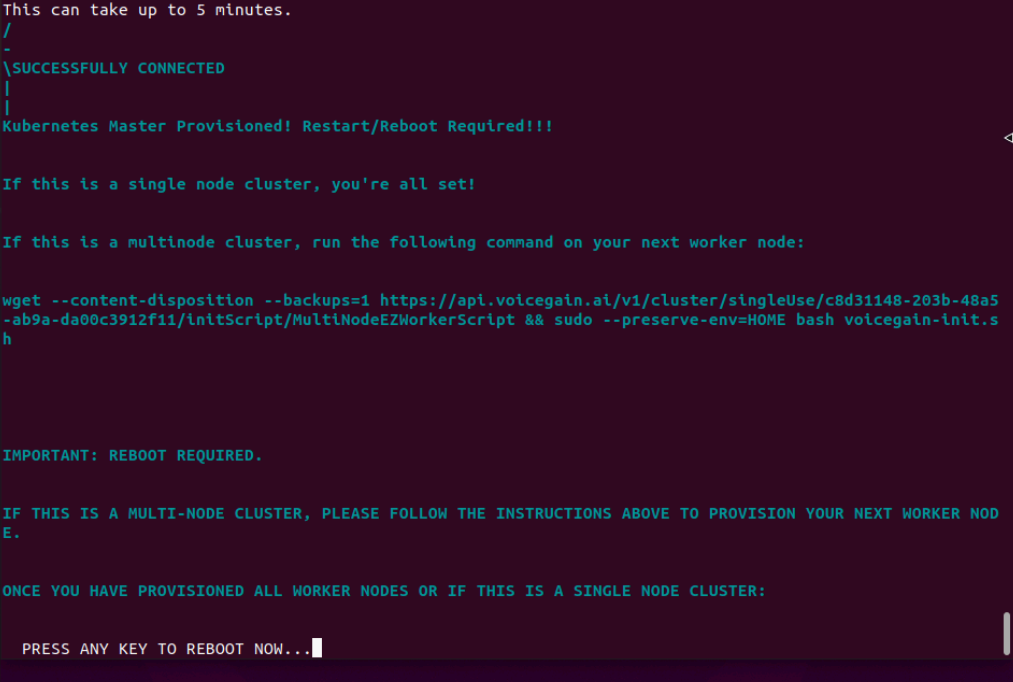 This can take up to 5 minutes.
/
-
\SUCCESSFULLY CONNECTED
|
|
Kubernetes Master Provisioned! Restart/Reboot Required!!!
If this is a single node cluster, you're all set!
If this is a multinode cluster, run the following command on your next worker node:
wget --content-disposition --backups=1 https://api.voicegain.ai/v1/cluster/singleUse/c8d31148-203b-48a5
-ab9a-da00c3912f11/initScript/MultiNodeEZWorkerScript && sudo --preserve-env=HOME bash voicegain-init.s
h
IMPORTANT: REBOOT REQUIRED.
IF THIS IS A MULTI-NODE CLUSTER, PLEASE FOLLOW THE INSTRUCTIONS ABOVE TO PROVISION YOUR NEXT WORKER NOD
E.
ONCE YOU HAVE PROVISIONED ALL WORKER NODES OR IF THIS IS A SINGLE NODE CLUSTER:
PRESS ANY KEY TO REBOOT NOW...